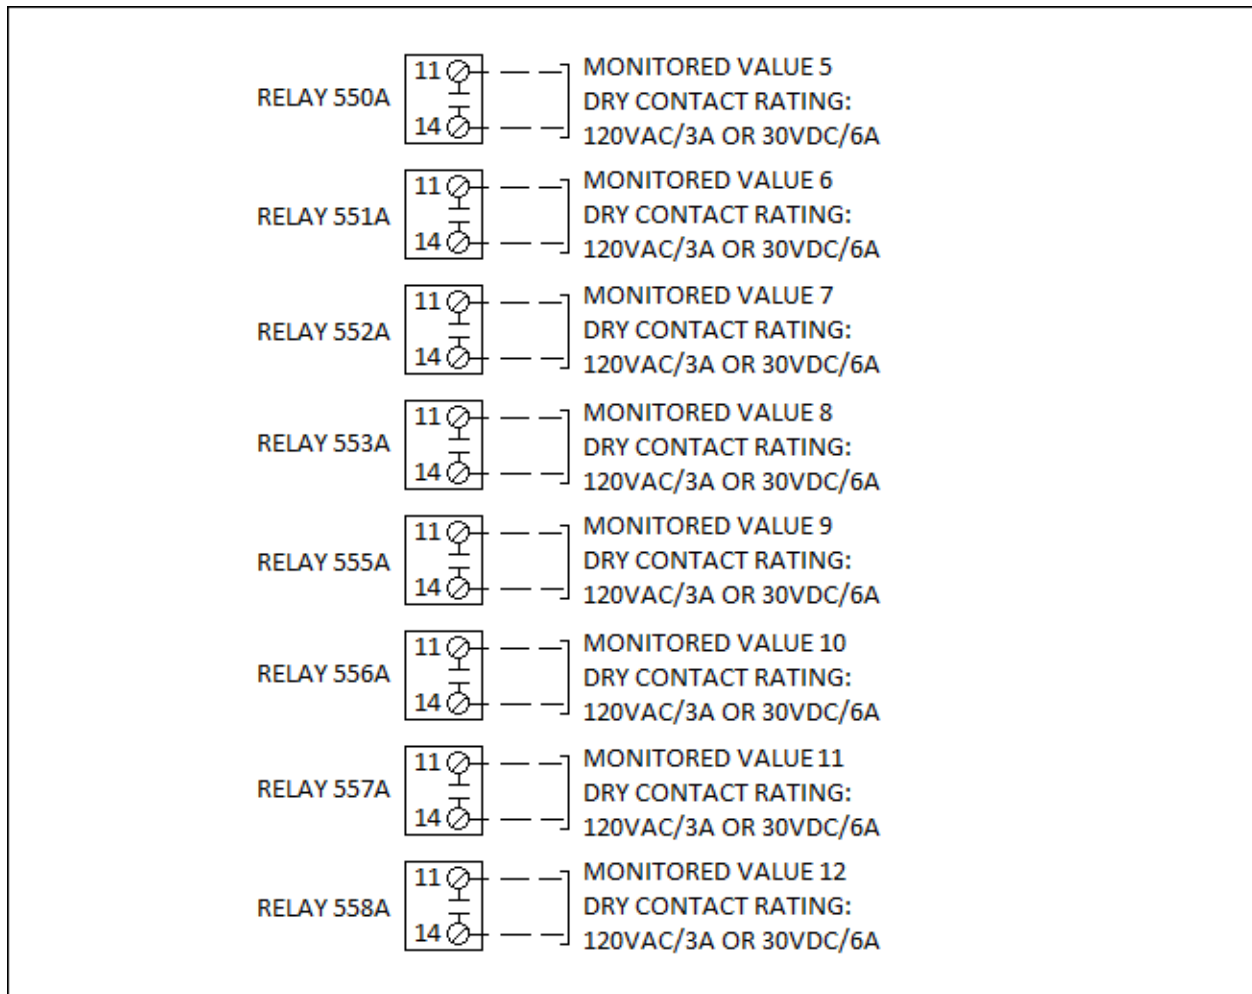 RELAY 550A
11
14
MONITORED VALUE 5
DRY CONTACT RATING:
120VAC/3A OR 30VDC/6A
RELAY 551A
11
14
MONITORED VALUE 6
DRY CONTACT RATING:
120VAC/3A OR 30VDC/6A
RELAY 552A
11
14
MONITORED VALUE 7
DRY CONTACT RATING:
120VAC/3A OR 30VDC/6A
RELAY 553A
11
14
MONITORED VALUE 8
DRY CONTACT RATING:
120VAC/3A OR 30VDC/6A
RELAY 555A
11
14
MONITORED VALUE 9
DRY CONTACT RATING:
120VAC/3A OR 30VDC/6A
RELAY 556A
11
14
MONITORED VALUE 10
DRY CONTACT RATING:
120VAC/3A OR 30VDC/6A
RELAY 557A
11
14
MONITORED VALUE 11
DRY CONTACT RATING:
120VAC/3A OR 30VDC/6A
RELAY 558A
11
14
MONITORED VALUE 12
DRY CONTACT RATING:
120VAC/3A OR 30VDC/6A